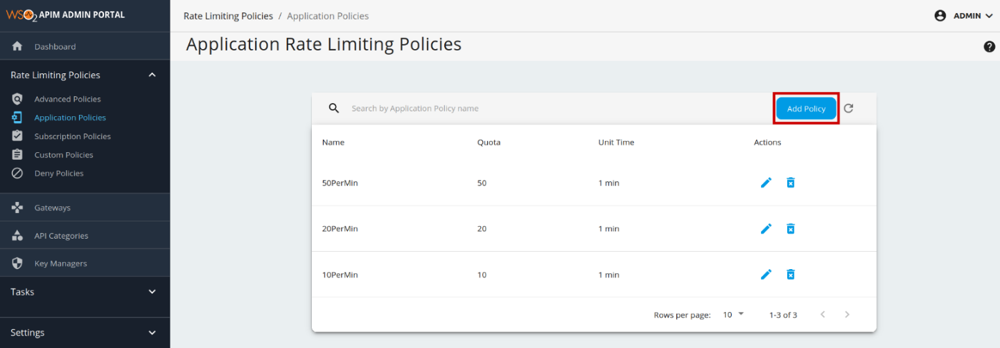 WSO2 APIM ADMIN PORTAL
Rate Limiting Policies / Application Policies
ADMIN
Dashboard
Application Rate Limiting Policies
Rate Limiting Policies
Advanced Policies
Application Policies
Subscription Policies
Custom Policies
Deny Policies
Gateways
API Categories
Key Managers
Tasks
Settings
Search by Application Policy name
Add Policy
Name Quota Unit Time Actions
50PerMin 50 1 min
20PerMin 20 1 min
10PerMin 10 1 min
Rows per page: 10 1-3 of 3